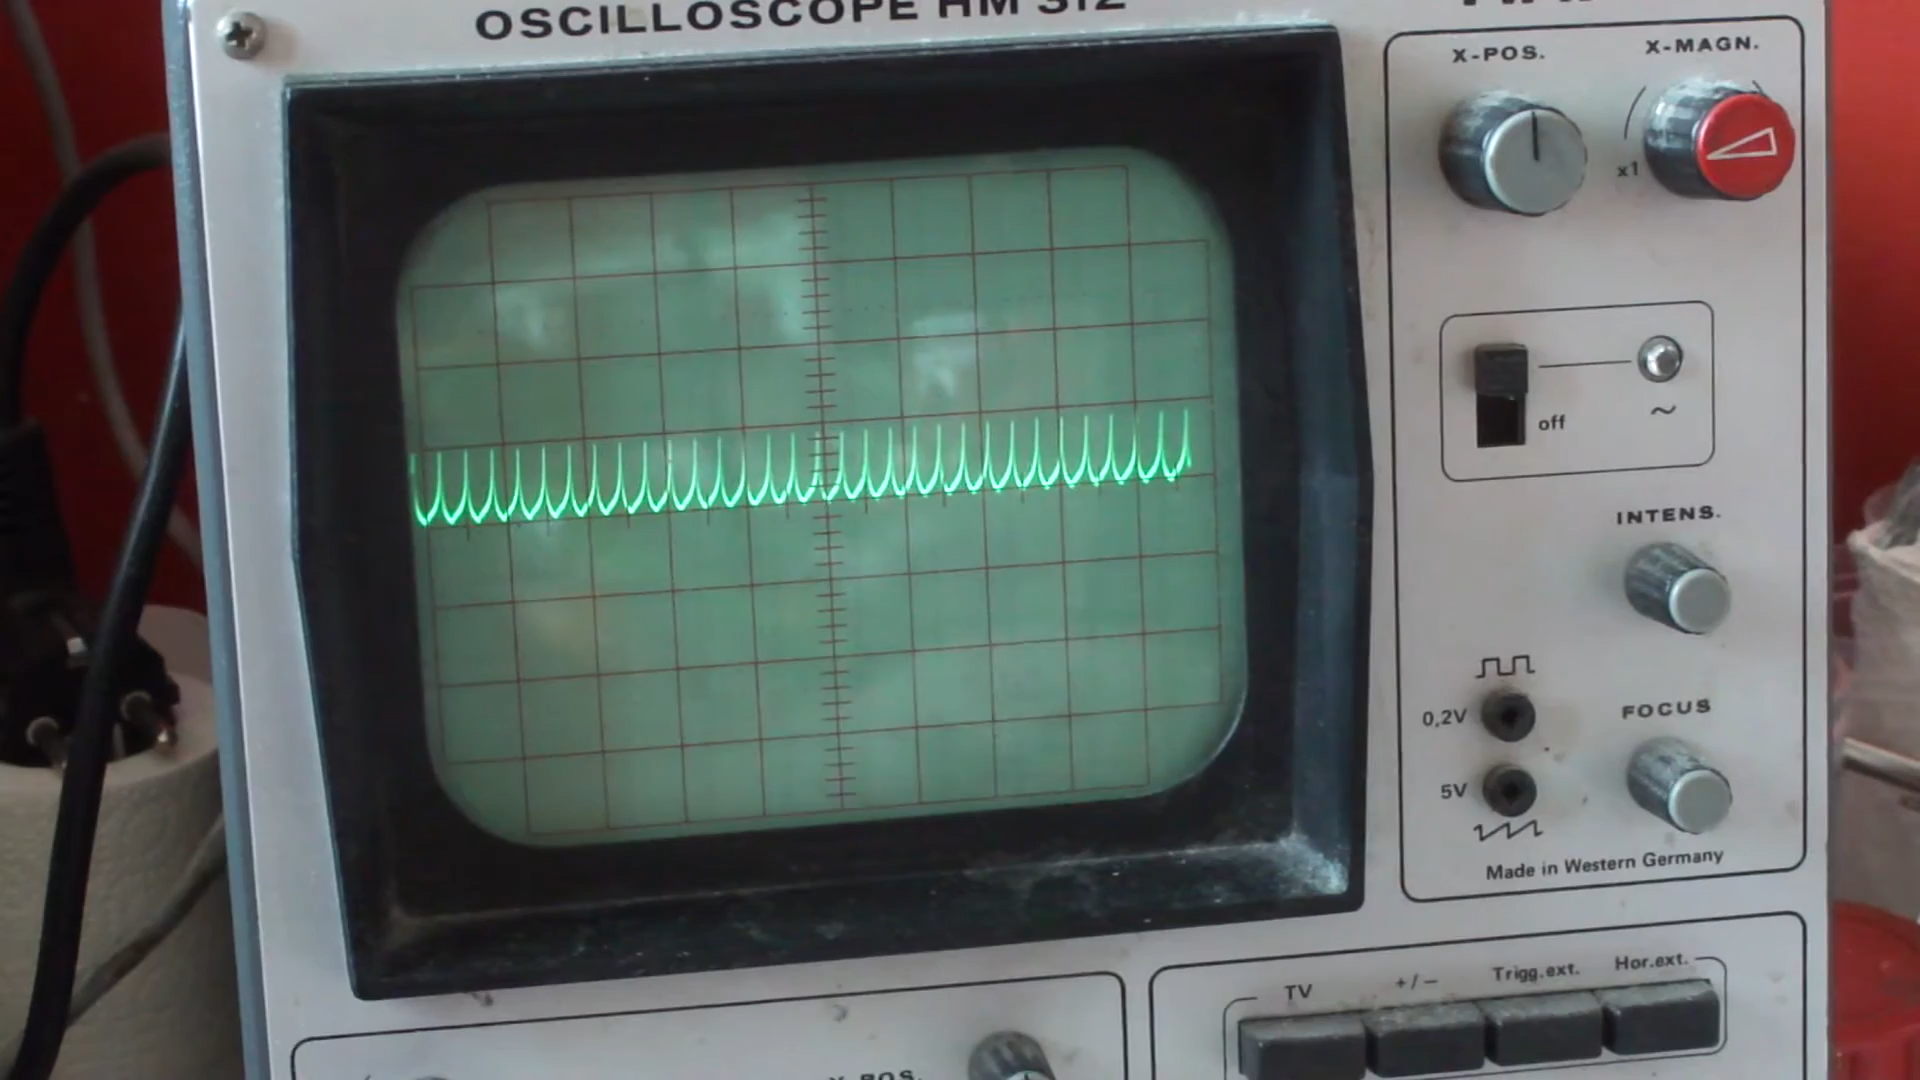 OSCILLOSCOPE HM 312
X-POS.
X-MAGN.
x1
off
INTENS.
0,2V
FOCUS
5V
Made in Western Germany
TV
+/−
Trigg.ext.
Hor.ext.